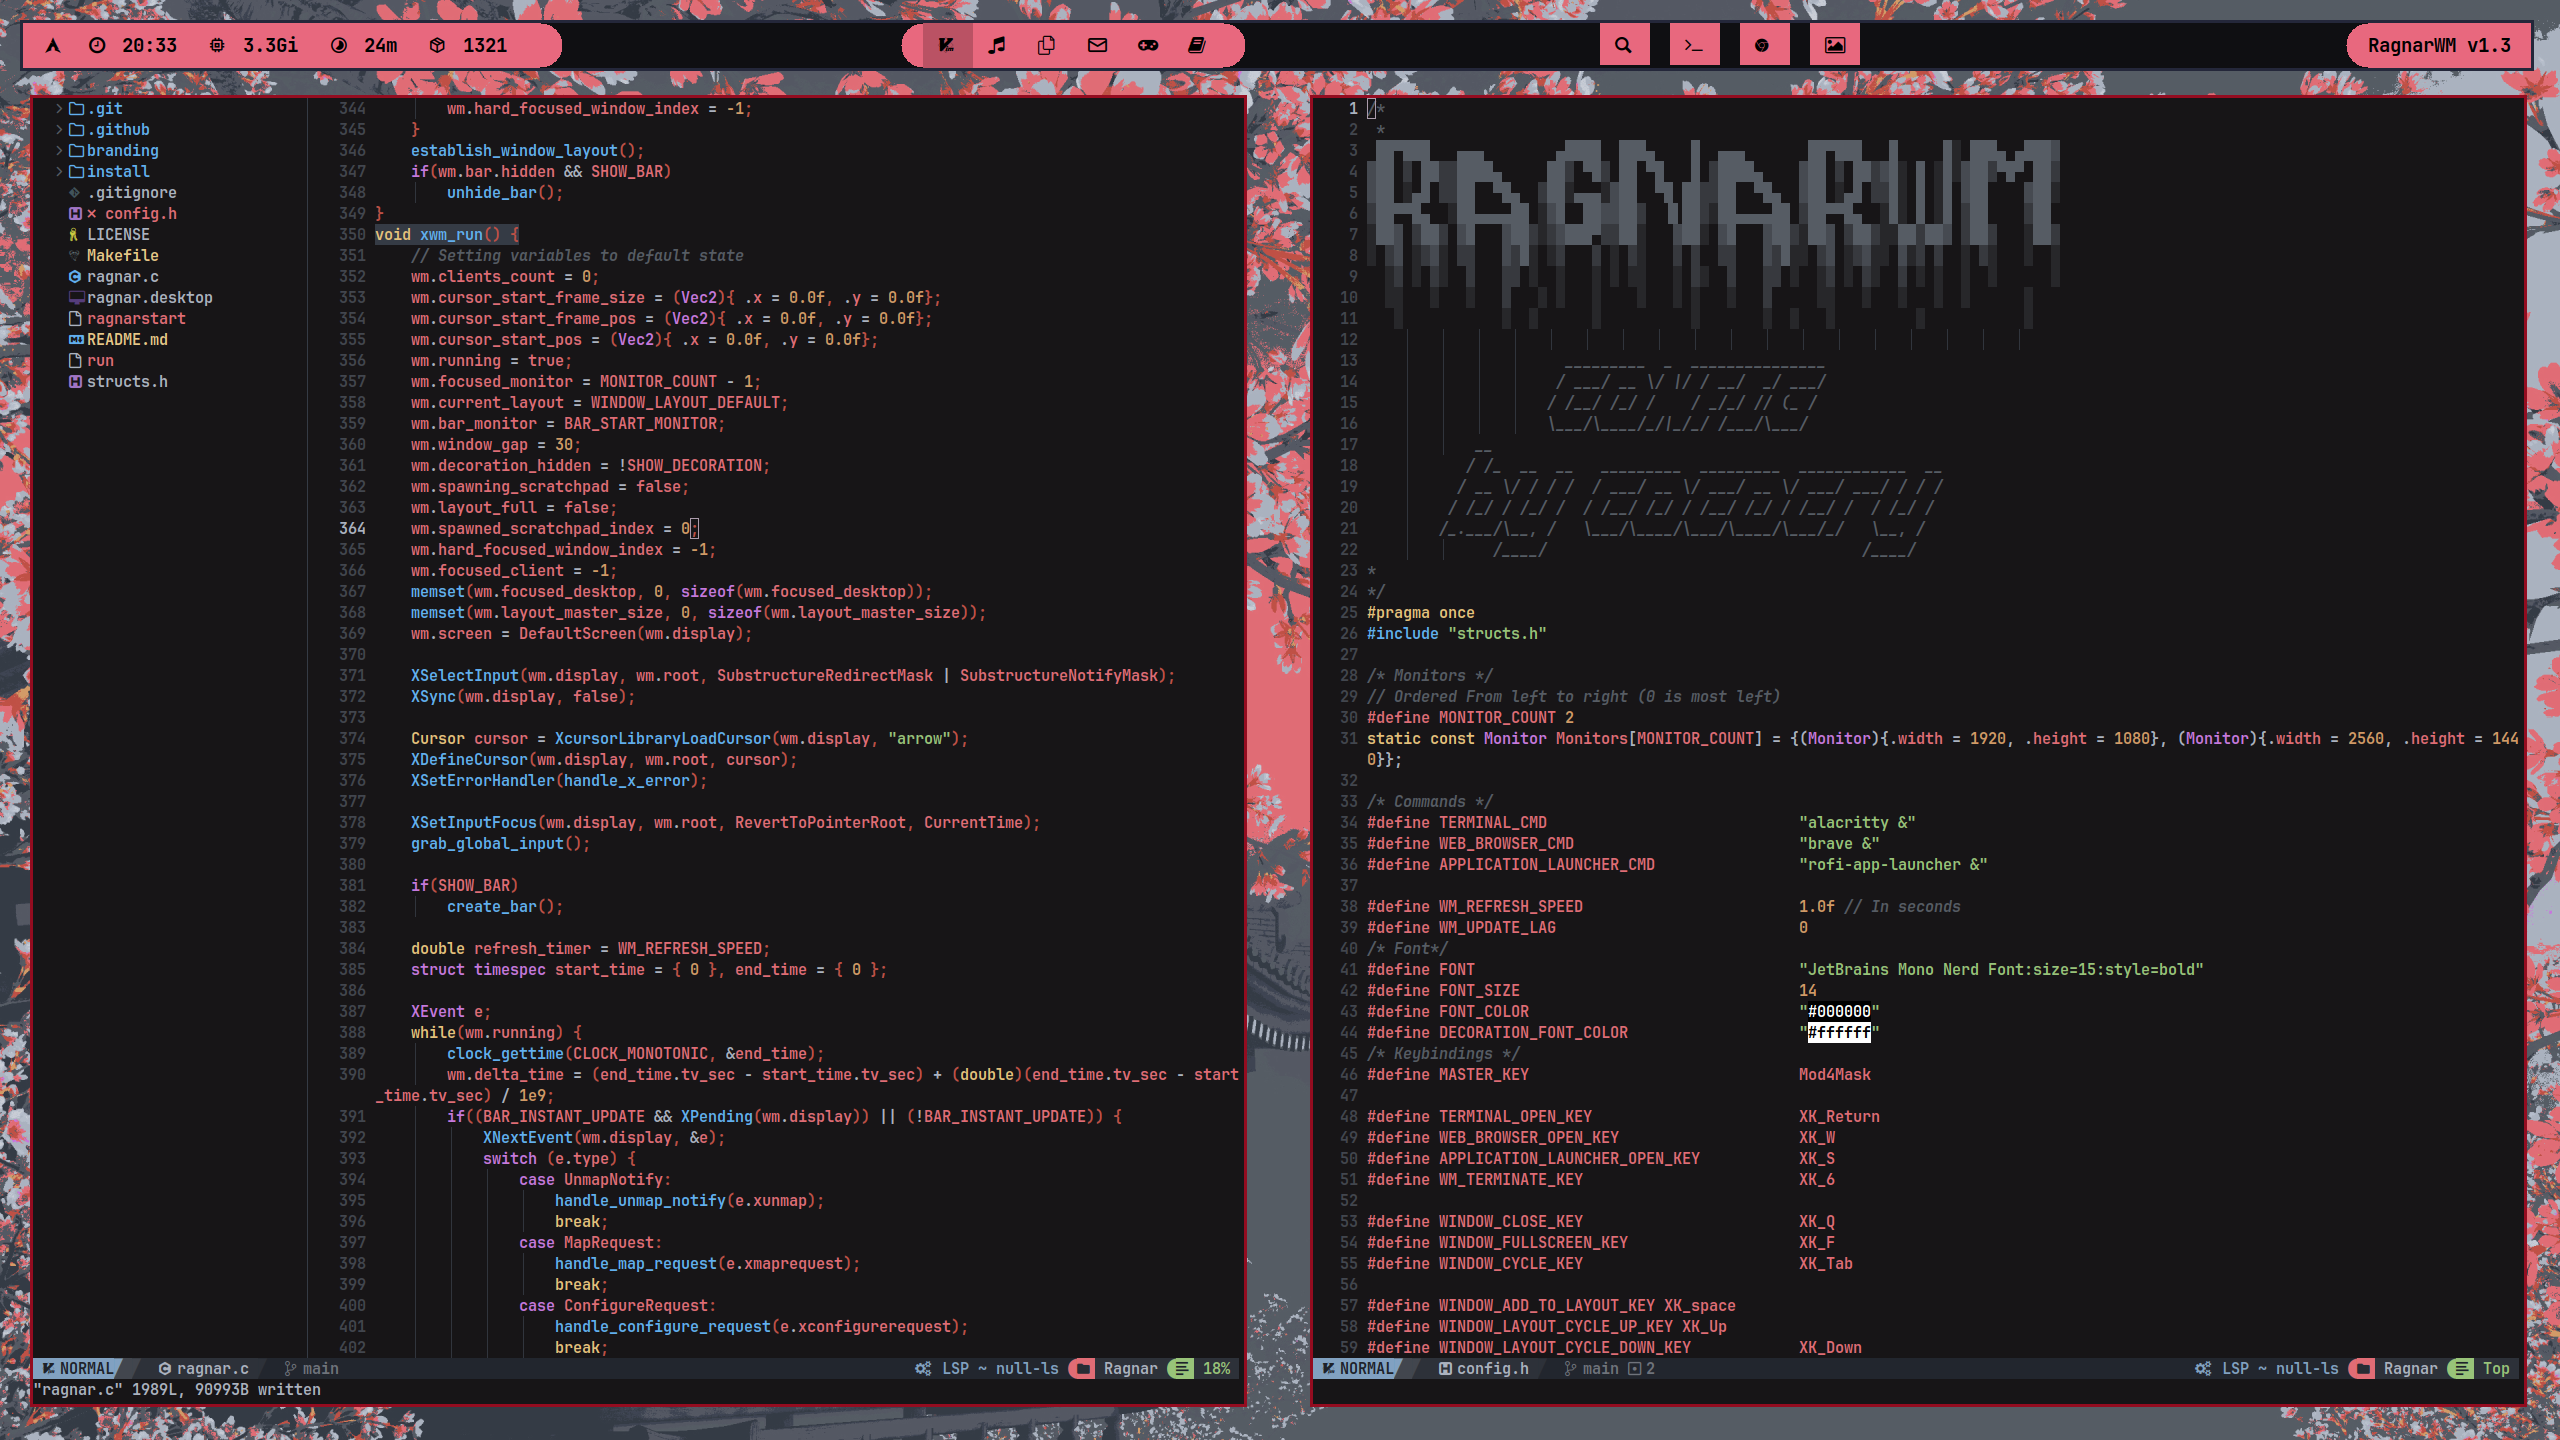 20:33 3.3Gi 24m 1321
RagnarWM v1.3
.git
.github
branding
install
.gitignore
config.h
LICENSE
Makefile
ragnar.c
ragnar.desktop
ragnarstart
README.md
run
structs.h
344 wm.hard_focused_window_index = -1;
345 }
346 establish_window_layout();
347 if(wm.bar.hidden && SHOW_BAR)
348 unhide_bar();
349 }
350 void xwm_run() {
351 // Setting variables to default state
352 wm.clients_count = 0;
353 wm.cursor_start_frame_size = (Vec2){ .x = 0.0f, .y = 0.0f};
354 wm.cursor_start_frame_pos = (Vec2){ .x = 0.0f, .y = 0.0f};
355 wm.cursor_start_pos = (Vec2){ .x = 0.0f, .y = 0.0f};
356 wm.running = true;
357 wm.focused_monitor = MONITOR_COUNT - 1;
358 wm.current_layout = WINDOW_LAYOUT_DEFAULT;
359 wm.bar_monitor = BAR_START_MONITOR;
360 wm.window_gap = 30;
361 wm.decoration_hidden = !SHOW_DECORATION;
362 wm.spawning_scratchpad = false;
363 wm.layout_full = false;
364 wm.spawned_scratchpad_index = 0;
365 wm.hard_focused_window_index = -1;
366 wm.focused_client = -1;
367 memset(wm.focused_desktop, 0, sizeof(wm.focused_desktop));
368 memset(wm.layout_master_size, 0, sizeof(wm.layout_master_size));
369 wm.screen = DefaultScreen(wm.display);
370
371 XSelectInput(wm.display, wm.root, SubstructureRedirectMask | SubstructureNotifyMask);
372 XSync(wm.display, false);
373
374 Cursor cursor = XcursorLibraryLoadCursor(wm.display, "arrow");
375 XDefineCursor(wm.display, wm.root, cursor);
376 XSetErrorHandler(handle_x_error);
377
378 XSetInputFocus(wm.display, wm.root, RevertToPointerRoot, CurrentTime);
379 grab_global_input();
380
381 if(SHOW_BAR)
382 create_bar();
383
384 double refresh_timer = WM_REFRESH_SPEED;
385 struct timespec start_time = { 0 }, end_time = { 0 };
386
387 XEvent e;
388 while(wm.running) {
389 clock_gettime(CLOCK_MONOTONIC, &end_time);
390 wm.delta_time = (end_time.tv_sec - start_time.tv_sec) + (double)(end_time.tv_sec - start
_time.tv_sec) / 1e9;
391 if((BAR_INSTANT_UPDATE && XPending(wm.display)) || (!BAR_INSTANT_UPDATE)) {
392 XNextEvent(wm.display, &e);
393 switch (e.type) {
394 case UnmapNotify:
395 handle_unmap_notify(e.xunmap);
396 break;
397 case MapRequest:
398 handle_map_request(e.xmaprequest);
399 break;
400 case ConfigureRequest:
401 handle_configure_request(e.xconfigurerequest);
402 break;
NORMAL ragnar.c main LSP ~ null-ls Ragnar 18%
"ragnar.c" 1989L, 90993B written
1 /*
2 *
3
4
5
6
7
8
9
10
11
12
13 _________ _ _______________
14 / ___/ __ \/ |/ / __/ _/ ___/
15 / /__/ /_/ / / _/_/ // (_ /
16 \___/\____/_/|_/_/ /___/\___/
17 __
18 / /_ __ __ _________ _________ ____________ __
19 / __ \/ / / / / ___/ __ \/ ___/ __ \/ ___/ ___/ / / /
20 / /_/ / /_/ / / /__/ /_/ / /__/ /_/ / /__/ / / /_/ /
21 /_.___/\__, / \___/\____/\___/\____/\___/_/ \__, /
22 /____/ /____/
23 *
24 */
25 #pragma once
26 #include "structs.h"
27
28 /* Monitors */
29 // Ordered From left to right (0 is most left)
30 #define MONITOR_COUNT 2
31 static const Monitor Monitors[MONITOR_COUNT] = {(Monitor){.width = 1920, .height = 1080}, (Monitor){.width = 2560, .height = 144
0}};
32
33 /* Commands */
34 #define TERMINAL_CMD "alacritty &"
35 #define WEB_BROWSER_CMD "brave &"
36 #define APPLICATION_LAUNCHER_CMD "rofi-app-launcher &"
37
38 #define WM_REFRESH_SPEED 1.0f // In seconds
39 #define WM_UPDATE_LAG 0
40 /* Font*/
41 #define FONT "JetBrains Mono Nerd Font:size=15:style=bold"
42 #define FONT_SIZE 14
43 #define FONT_COLOR "#000000"
44 #define DECORATION_FONT_COLOR "#ffffff"
45 /* Keybindings */
46 #define MASTER_KEY Mod4Mask
47
48 #define TERMINAL_OPEN_KEY XK_Return
49 #define WEB_BROWSER_OPEN_KEY XK_W
50 #define APPLICATION_LAUNCHER_OPEN_KEY XK_S
51 #define WM_TERMINATE_KEY XK_6
52
53 #define WINDOW_CLOSE_KEY XK_Q
54 #define WINDOW_FULLSCREEN_KEY XK_F
55 #define WINDOW_CYCLE_KEY XK_Tab
56
57 #define WINDOW_ADD_TO_LAYOUT_KEY XK_space
58 #define WINDOW_LAYOUT_CYCLE_UP_KEY XK_Up
59 #define WINDOW_LAYOUT_CYCLE_DOWN_KEY XK_Down
NORMAL config.h main 2 LSP ~ null-ls Ragnar Top